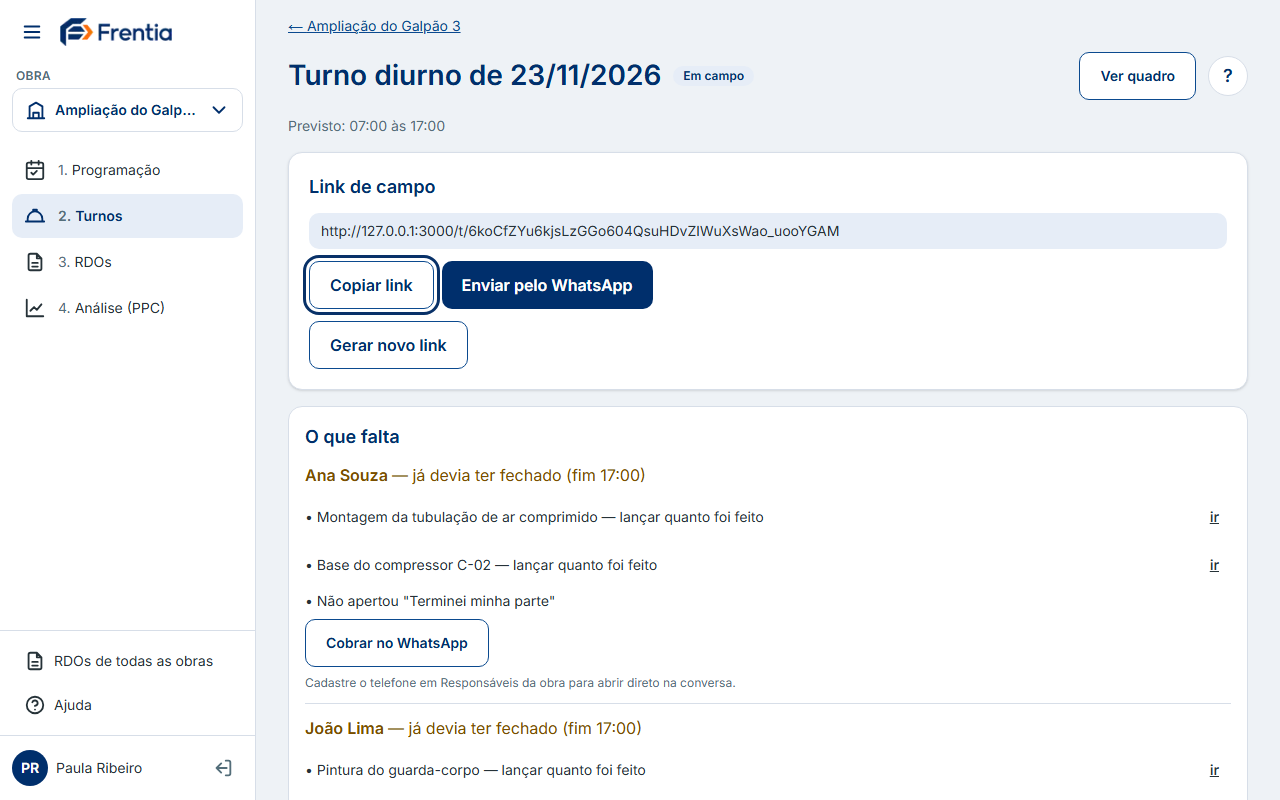 Frentia
OBRA
Ampliação do Galp...
1. Programação
2. Turnos
3. RDOs
4. Análise (PPC)
RDOs de todas as obras
Ajuda
PR
Paula Ribeiro
← Ampliação do Galpão 3
Turno diurno de 23/11/2026
Em campo
Ver quadro
?
Previsto: 07:00 às 17:00
Link de campo
http://127.0.0.1:3000/t/6koCfZYu6kjsLzGGo604QsuHDvZIWuXsWao_uooYGAM
Copiar link
Enviar pelo WhatsApp
Gerar novo link
O que falta
Ana Souza — já devia ter fechado (fim 17:00)
• Montagem da tubulação de ar comprimido — lançar quanto foi feito
ir
• Base do compressor C-02 — lançar quanto foi feito
ir
• Não apertou "Terminei minha parte"
Cobrar no WhatsApp
Cadastre o telefone em Responsáveis da obra para abrir direto na conversa.
João Lima — já devia ter fechado (fim 17:00)
• Pintura do guarda-corpo — lançar quanto foi feito
ir